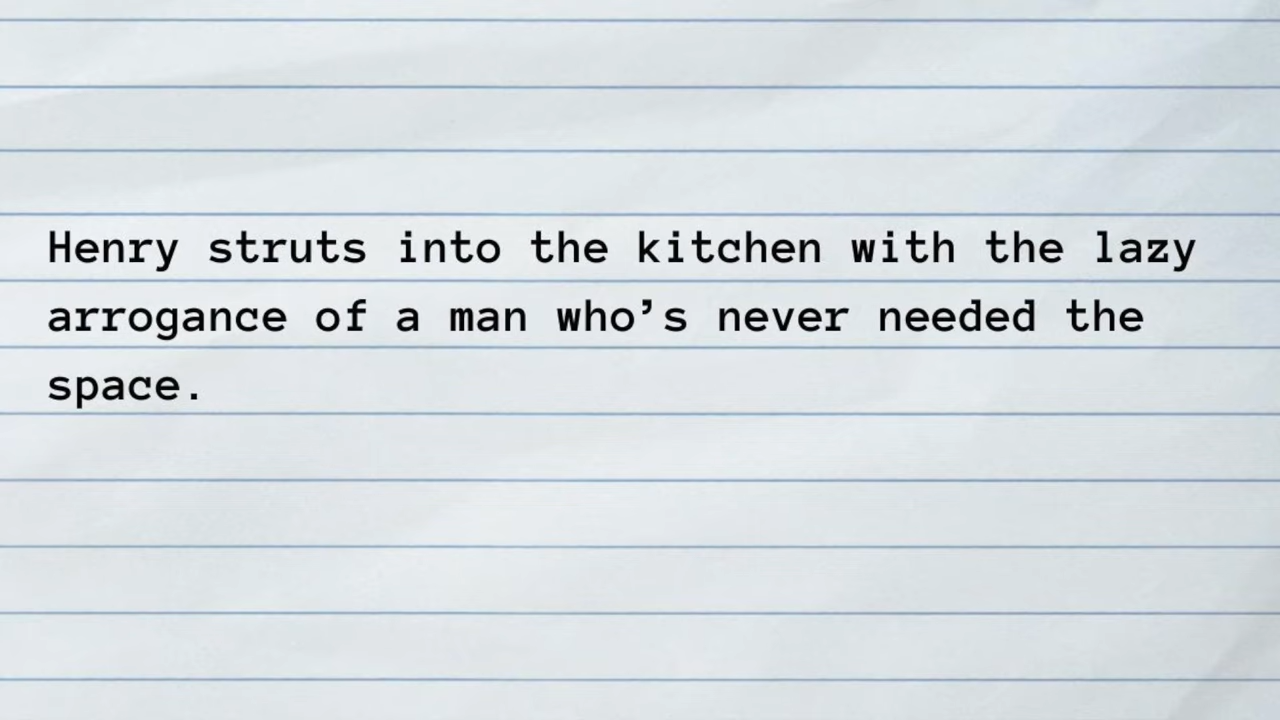 Henry struts into the kitchen with the lazy
arrogance of a man who’s never needed the
space.